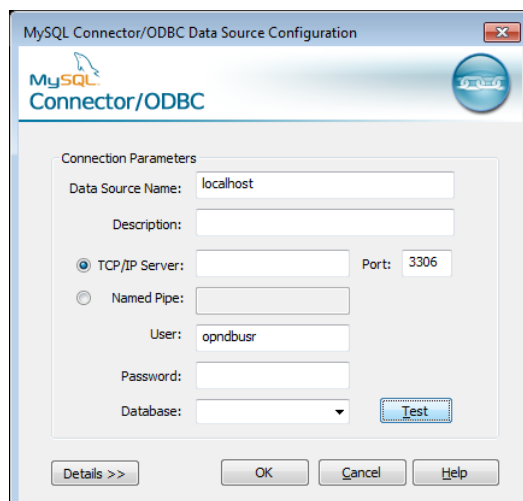 MySQL Connector/ODBC Data Source Configuration
MySQL
Connector/ODBC
Connection Parameters
Data Source Name: localhost
Description:
TCP/IP Server: Port: 3306
Named Pipe:
User: opndbusr
Password:
Database: Test
Details >> OK Cancel Help